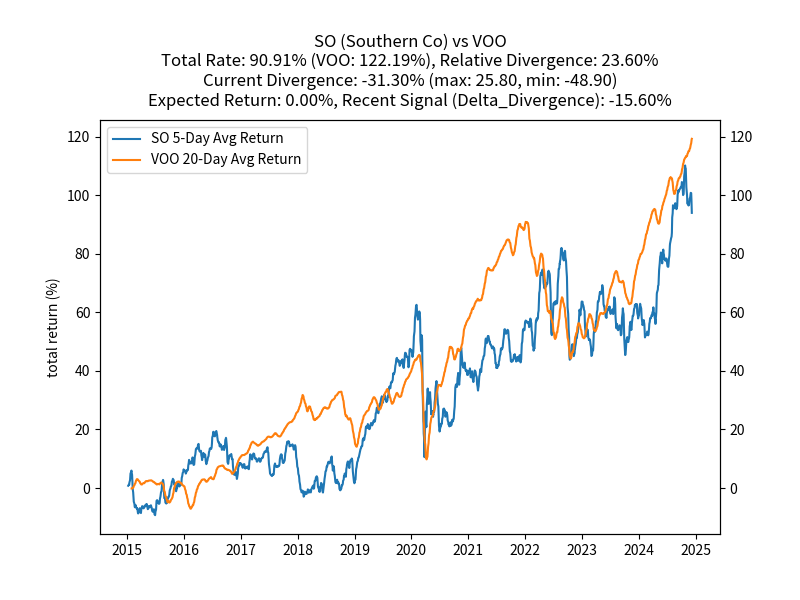 SO (Southern Co) vs VOO
Total Rate: 90.91% (VOO: 122.19%), Relative Divergence: 23.60%
Current Divergence: -31.30% (max: 25.80, min: -48.90)
Expected Return: 0.00%, Recent Signal (Delta_Divergence): -15.60%
SO 5-Day Avg Return
VOO 20-Day Avg Return
total return (%)
120
100
80
60
40
20
0
120
100
80
60
40
20
0
2015 2016 2017 2018 2019 2020 2021 2022 2023 2024 2025